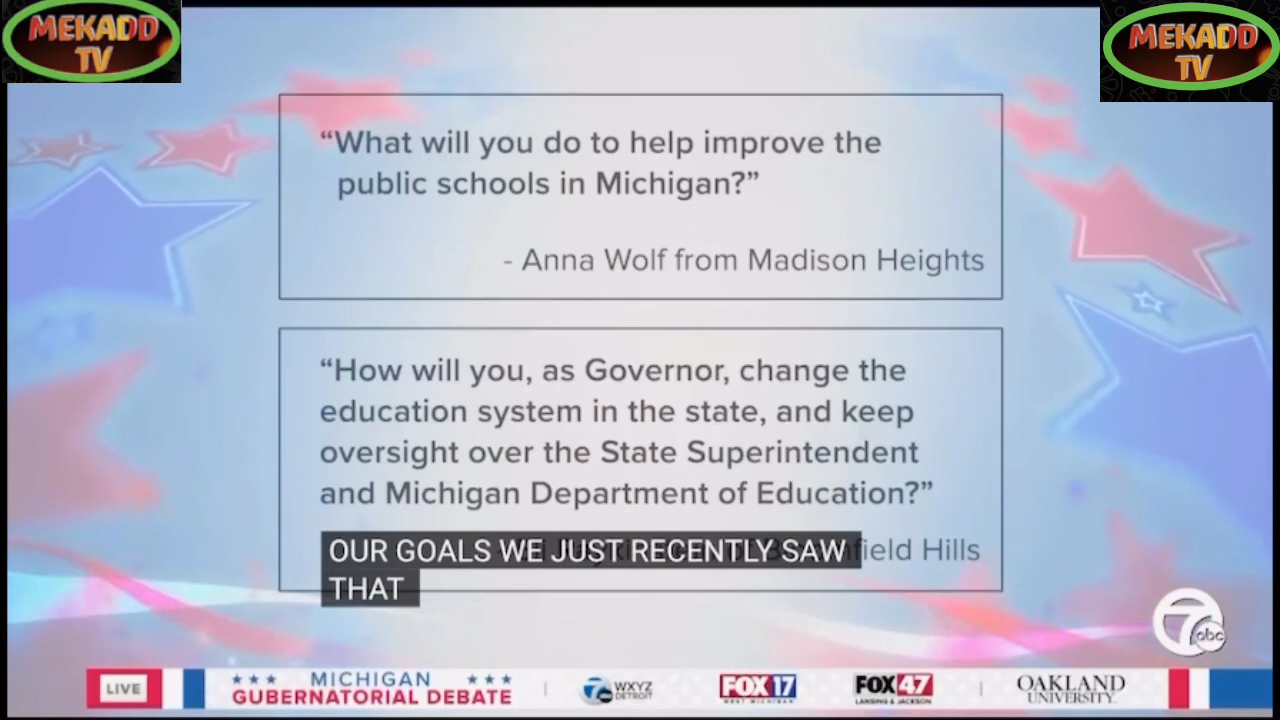 MEKADD
TV
MEKADD
TV
“What will you do to help improve the
public schools in Michigan?”
- Anna Wolf from Madison Heights
“How will you, as Governor, change the
education system in the state, and keep
oversight over the State Superintendent
and Michigan Department of Education?”
field Hills
OUR GOALS WE JUST RECENTLY SAW
THAT
7 abc
LIVE
MICHIGAN
GUBERNATORIAL DEBATE
7 WXYZ
DETROIT
FOX 17
WEST MICHIGAN
FOX 47
LANSING & JACKSON
OAKLAND
UNIVERSITY